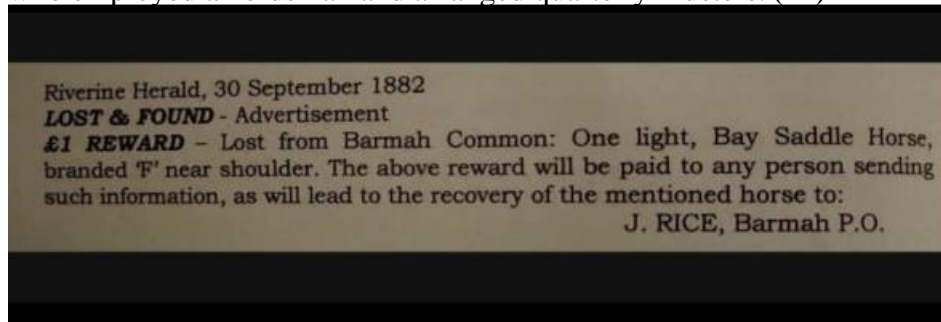 Riverine Herald, 30 September 1882
LOST & FOUND - Advertisement
£1 REWARD – Lost from Barmah Common: One light, Bay Saddle Horse,
branded 'F' near shoulder. The above reward will be paid to any person sending
such information, as will lead to the recovery of the mentioned horse to:
J. RICE, Barmah P.O.